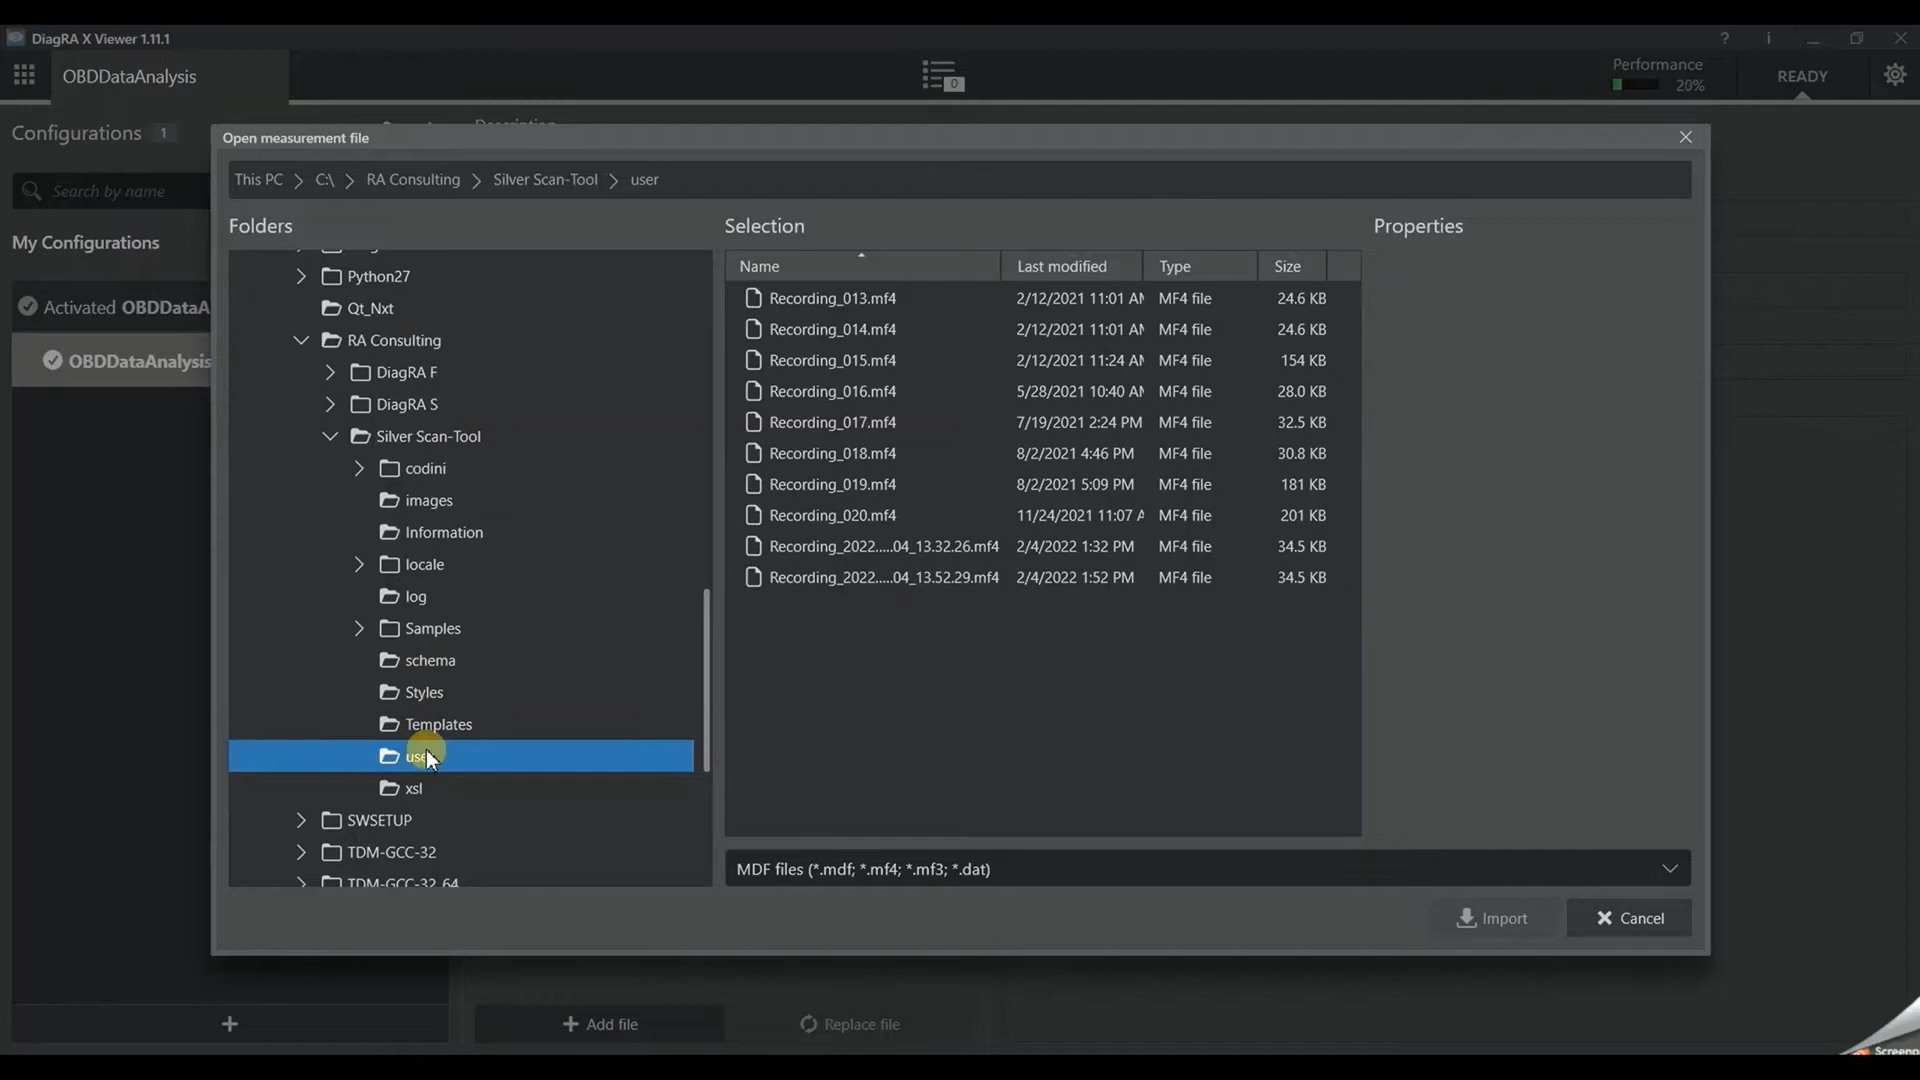 DiagRA X Viewer 1.11.1
? i
OBDDataAnalysis
0
Performance
20%
READY
Configurations 1
Description
Search by name
My Configurations
Activated OBDDataA
OBDDataAnalysis
Open measurement file
This PC > C:\ > RA Consulting > Silver Scan-Tool > user
Folders
Python27
Qt_Nxt
RA Consulting
DiagRA F
DiagRA S
Silver Scan-Tool
codini
images
Information
locale
log
Samples
schema
Styles
Templates
user
xsl
SWSETUP
TDM-GCC-32
TDM-GCC-32_64
Selection
Name Last modified Type Size
Recording_013.mf4 2/12/2021 11:01 AM MF4 file 24.6 KB
Recording_014.mf4 2/12/2021 11:01 AM MF4 file 24.6 KB
Recording_015.mf4 2/12/2021 11:24 AM MF4 file 154 KB
Recording_016.mf4 5/28/2021 10:40 AM MF4 file 28.0 KB
Recording_017.mf4 7/19/2021 2:24 PM MF4 file 32.5 KB
Recording_018.mf4 8/2/2021 4:46 PM MF4 file 30.8 KB
Recording_019.mf4 8/2/2021 5:09 PM MF4 file 181 KB
Recording_020.mf4 11/24/2021 11:07 A MF4 file 201 KB
Recording_2022.....04_13.32.26.mf4 2/4/2022 1:32 PM MF4 file 34.5 KB
Recording_2022.....04_13.52.29.mf4 2/4/2022 1:52 PM MF4 file 34.5 KB
Properties
MDF files (*.mdf; *.mf4; *.mf3; *.dat)
Import
Cancel
Add file
Replace file
Screenp